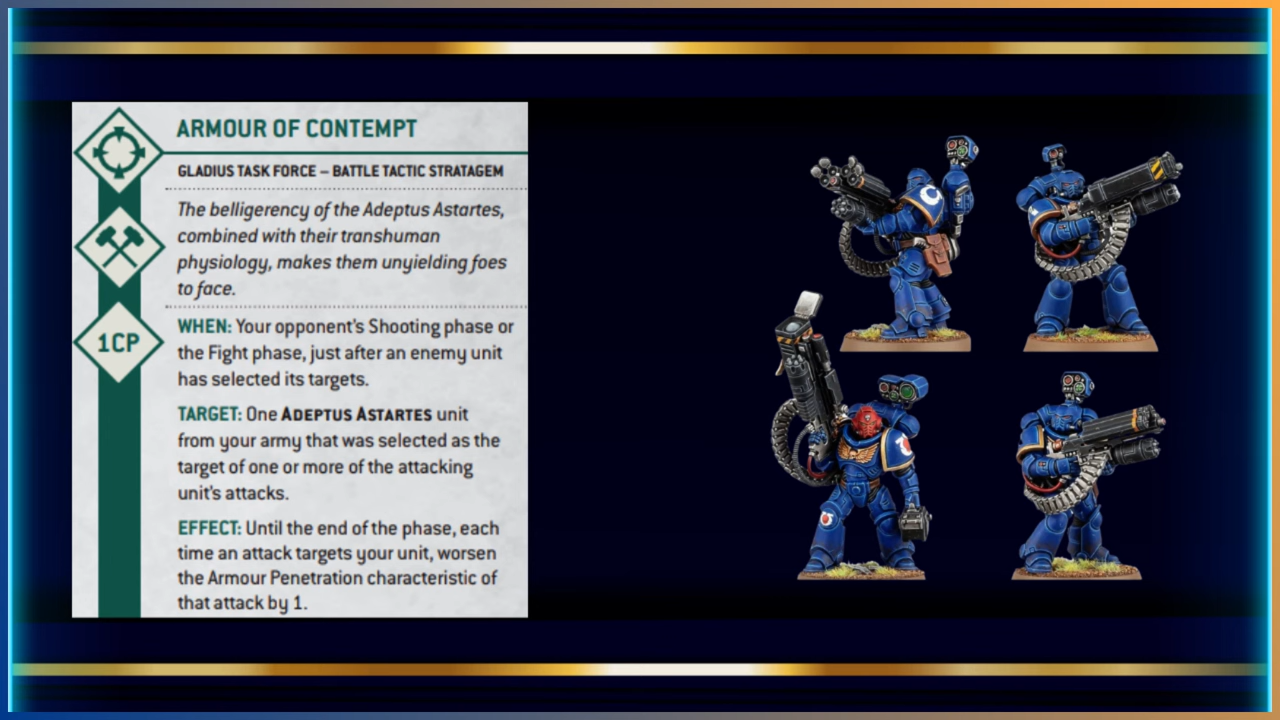 ARMOUR OF CONTEMPT
GLADIUS TASK FORCE – BATTLE TACTIC STRATAGEM
The belligerency of the Adeptus Astartes,
combined with their transhuman
physiology, makes them unyielding foes
to face.
1CP
WHEN: Your opponent's Shooting phase or
the Fight phase, just after an enemy unit
has selected its targets.
TARGET: One ADEPTUS ASTARTES unit
from your army that was selected as the
target of one or more of the attacking
unit's attacks.
EFFECT: Until the end of the phase, each
time an attack targets your unit, worsen
the Armour Penetration characteristic of
that attack by 1.